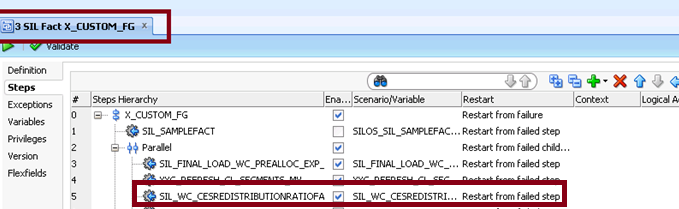 3 SIL Fact X_CUSTOM_FG ×
Validate
Definition
Steps
Exceptions
Variables
Privileges
Version
Flexfields
# Steps Hierarchy Ena... Scenario/Variable Restart Context Logical A
0 X_CUSTOM_FG Restart from failure
1 SIL_SAMPLEFACT SILOS_SIL_SAMPLEFAC... Restart from failed step
2 Parallel Restart from failed child...
3 SIL_FINAL_LOAD_WC_PREALLOC_EXP_ SIL_FINAL_LOAD_WC_... Restart from failed step
4 Restart from failed step
5 SIL_WC_CESREDISTRIBUTIONRATIOFA SIL_WC_CESREDISTRI... Restart from failed step